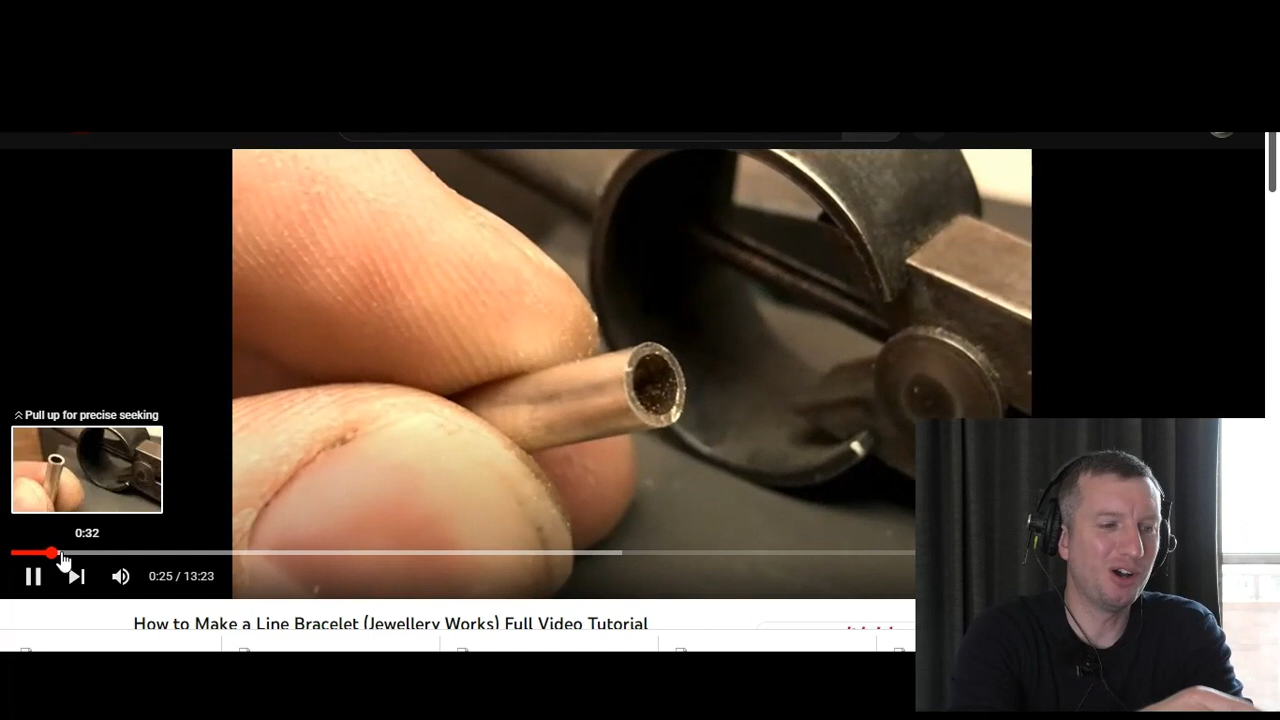 Pull up for precise seeking
0:32
0:25 / 13:23
How to Make a Line Bracelet (Jewellery Works) Full Video Tutorial